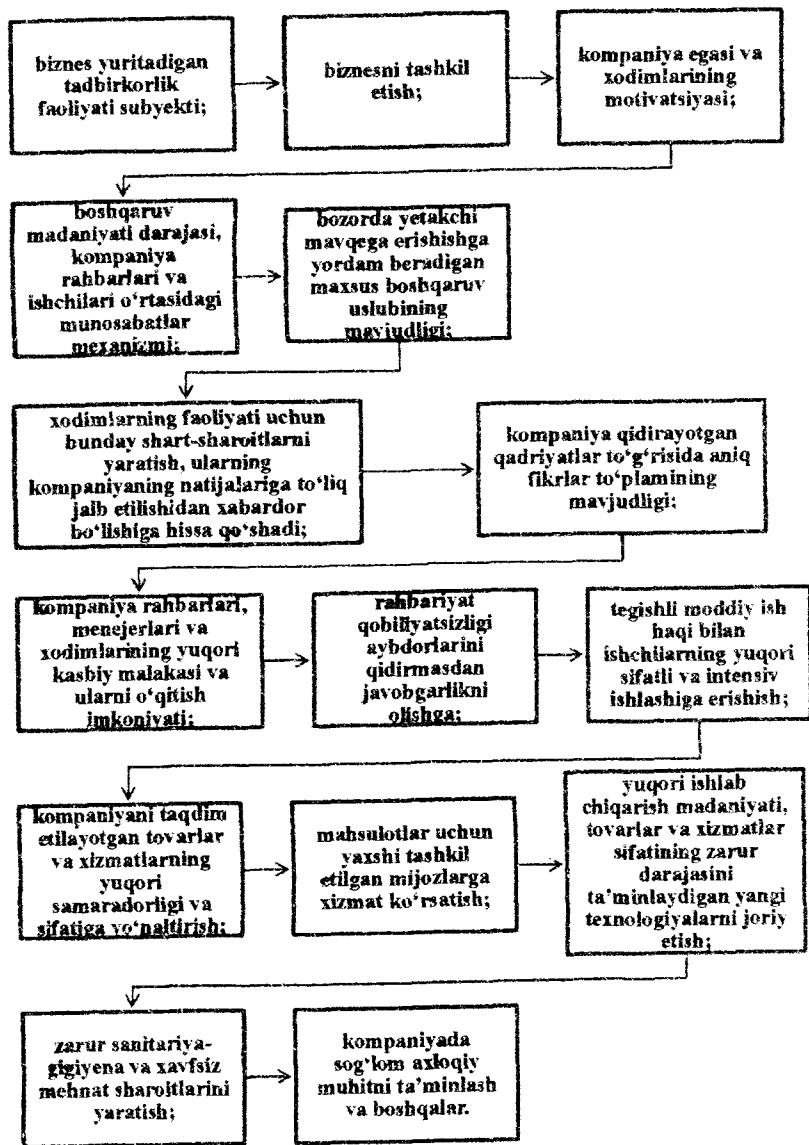 biznes yuritadigan
tadbirkorlik
faoliyati subyekti;
biznesni tashkil
etish;
kompaniya egasi va
xodimlarining
motivatsiyasi;
boshqaruv
madaniyati darajasi,
kompaniya
rahbarlari va
ishchilari o‘rtasidagi
munosabatlar
mexanizmi;
bozorda yetakchi
mavqega erishishga
yordam beradigan
maxsus boshqaruv
uslubining
mavjudligi;
xodimlarning faoliyati uchun
bunday shart-sharoitlarni
yaratish, ularning
kompaniyaning natijalariga to‘liq
jalb etilishidan xabardor
bo‘lishiga hissa qo‘shadi;
kompaniya qidirayotgan
qadriyatlar to‘g‘risida aniq
fikrlar to‘plamining
mavjudligi;
kompaniya rahbarlari,
menejerlari va
xodimlarining yuqori
kasbiy malakasi va
ularni o‘qitish
imkoniyati;
rahbariyat
qobiliyatsizligi
aybdorlarini
qidirmasdan
javobgarlikni
olishga;
tegishli moddiy ish
haqi bilan
ishchilarning yuqori
sifatli va intensiv
ishlashiga erishish;
kompaniyani taqdim
etilayotgan tovarlar
va xizmatlarning
yuqori
samaradorligi va
sifatiga yo‘naltirish;
mahsulotlar uchun
yaxshi tashkil
etilgan mijozlarga
xizmat ko‘rsatish;
yuqori ishlab
chiqarish madaniyati,
tovarlar va xizmatlar
sifatining zarur
darajasini
ta’minlaydigan yangi
texnologiyalarni joriy
etish;
zarur sanitariya-
gigiyena va xavfsiz
mehnat sharoitlarini
yaratish;
kompaniyada
sog‘lom axloqiy
muhitni ta’minlash
va boshqalar.